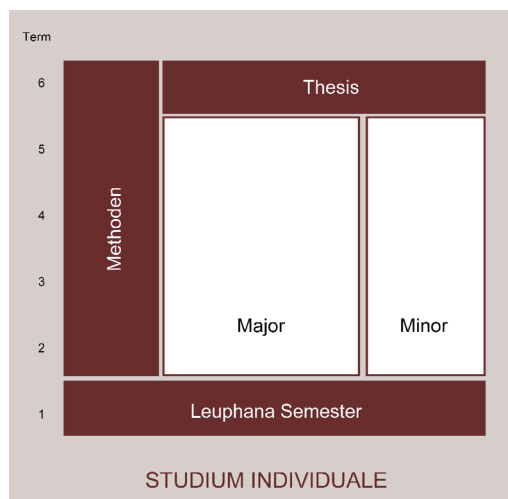 Term
6
Thesis
5
4
Methoden
3
Major
Minor
2
1
Leuphana Semester
STUDIUM INDIVIDUALE